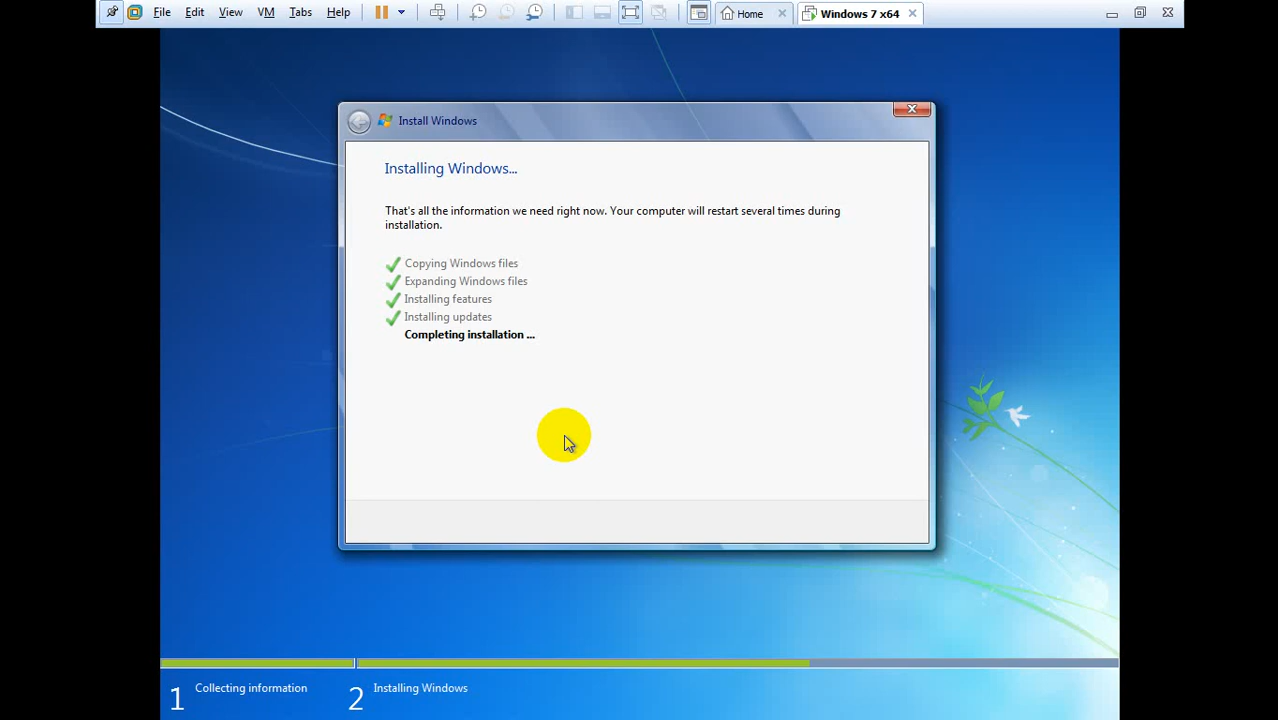 File Edit View VM Tabs Help Home Windows 7 x64
Install Windows
Installing Windows...
That's all the information we need right now. Your computer will restart several times during
installation.
Copying Windows files
Expanding Windows files
Installing features
Installing updates
Completing installation ...
1 Collecting information 2 Installing Windows